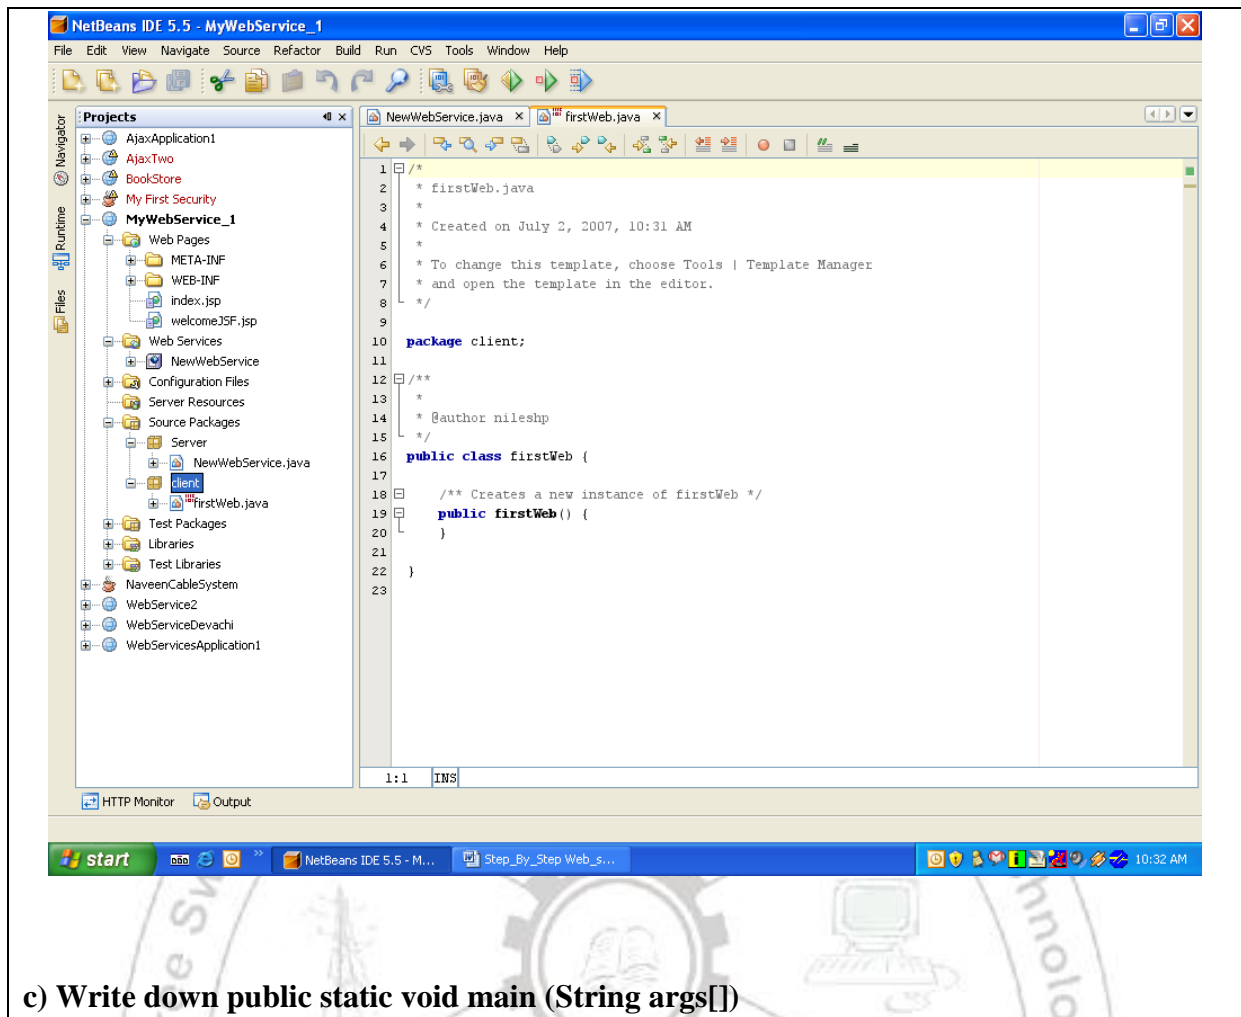 NetBeans IDE 5.5 - MyWebService_1
File Edit View Navigate Source Refactor Build Run CVS Tools Window Help
Navigator
Runtime
Files
Projects
AjaxApplication1
AjaxTwo
BookStore
My First Security
MyWebService_1
Web Pages
META-INF
WEB-INF
index.jsp
welcomeJSF.jsp
Web Services
NewWebService
Configuration Files
Server Resources
Source Packages
Server
NewWebService.java
client
firstWeb.java
Test Packages
Libraries
Test Libraries
NaveenCableSystem
WebService2
WebServiceDevachi
WebServicesApplication1
NewWebService.java firstWeb.java
1 /*
2 * firstWeb.java
3 *
4 * Created on July 2, 2007, 10:31 AM
5 *
6 * To change this template, choose Tools | Template Manager
7 * and open the template in the editor.
8 */
9
10 package client;
11
12 /**
13 *
14 * @author nileshp
15 */
16 public class firstWeb {
17
18 /** Creates a new instance of firstWeb */
19 public firstWeb() {
20 }
21
22 }
23
1:1 INS
HTTP Monitor Output
start NetBeans IDE 5.5 - M... Step_By_Step Web_s... 10:32 AM
c) Write down public static void main (String args[])